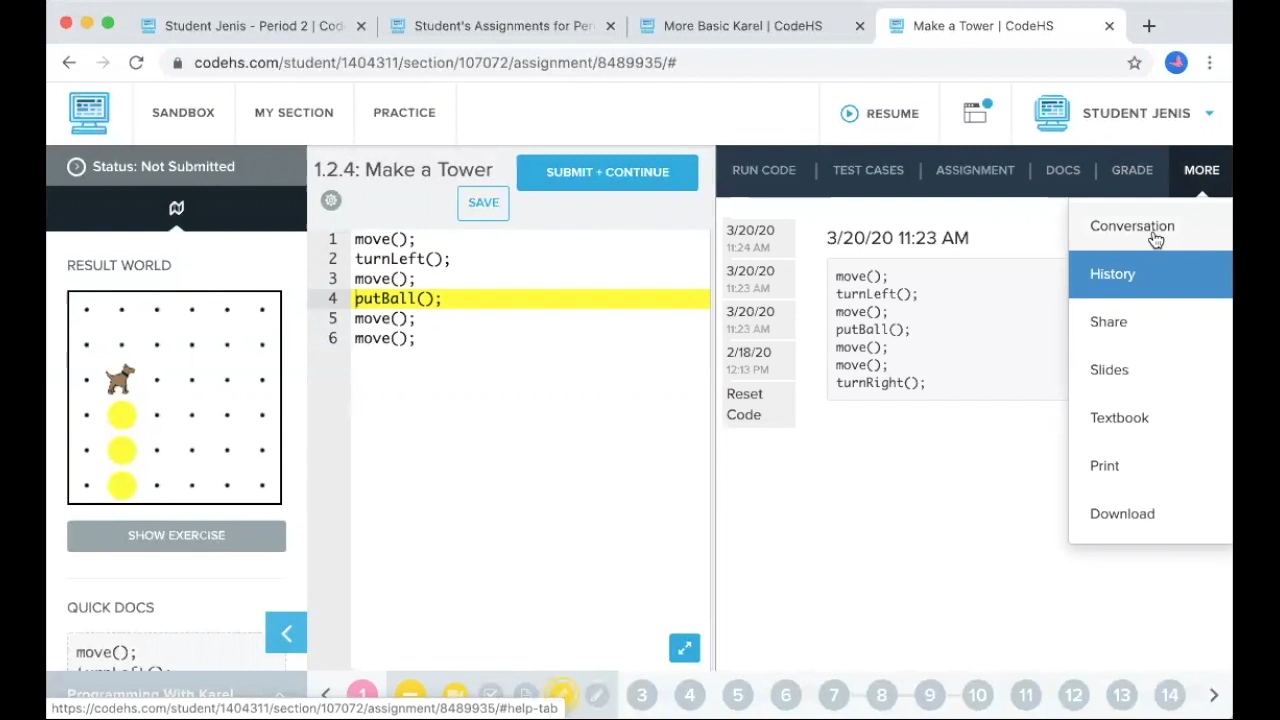 Student Jenis - Period 2 | Cod
Student's Assignments for Per
More Basic Karel | CodeHS
Make a Tower | CodeHS
codehs.com/student/1404311/section/107072/assignment/8489935/#
SANDBOX
MY SECTION
PRACTICE
RESUME
STUDENT JENIS
Status: Not Submitted
1.2.4: Make a Tower
SUBMIT + CONTINUE
SAVE
RUN CODE
TEST CASES
ASSIGNMENT
DOCS
GRADE
MORE
RESULT WORLD
SHOW EXERCISE
QUICK DOCS
move();
Programming With Karel
1 move();
2 turnLeft();
3 move();
4 putBall();
5 move();
6 move();
3/20/20
11:24 AM
3/20/20
11:23 AM
3/20/20
11:23 AM
2/18/20
12:13 PM
Reset
Code
3/20/20 11:23 AM
move();
turnLeft();
move();
putBall();
move();
move();
turnRight();
Conversation
History
Share
Slides
Textbook
Print
Download
1 3 4 5 6 7 8 9 10 11 12 13 14
https://codehs.com/student/1404311/section/107072/assignment/8489935/#help-tab